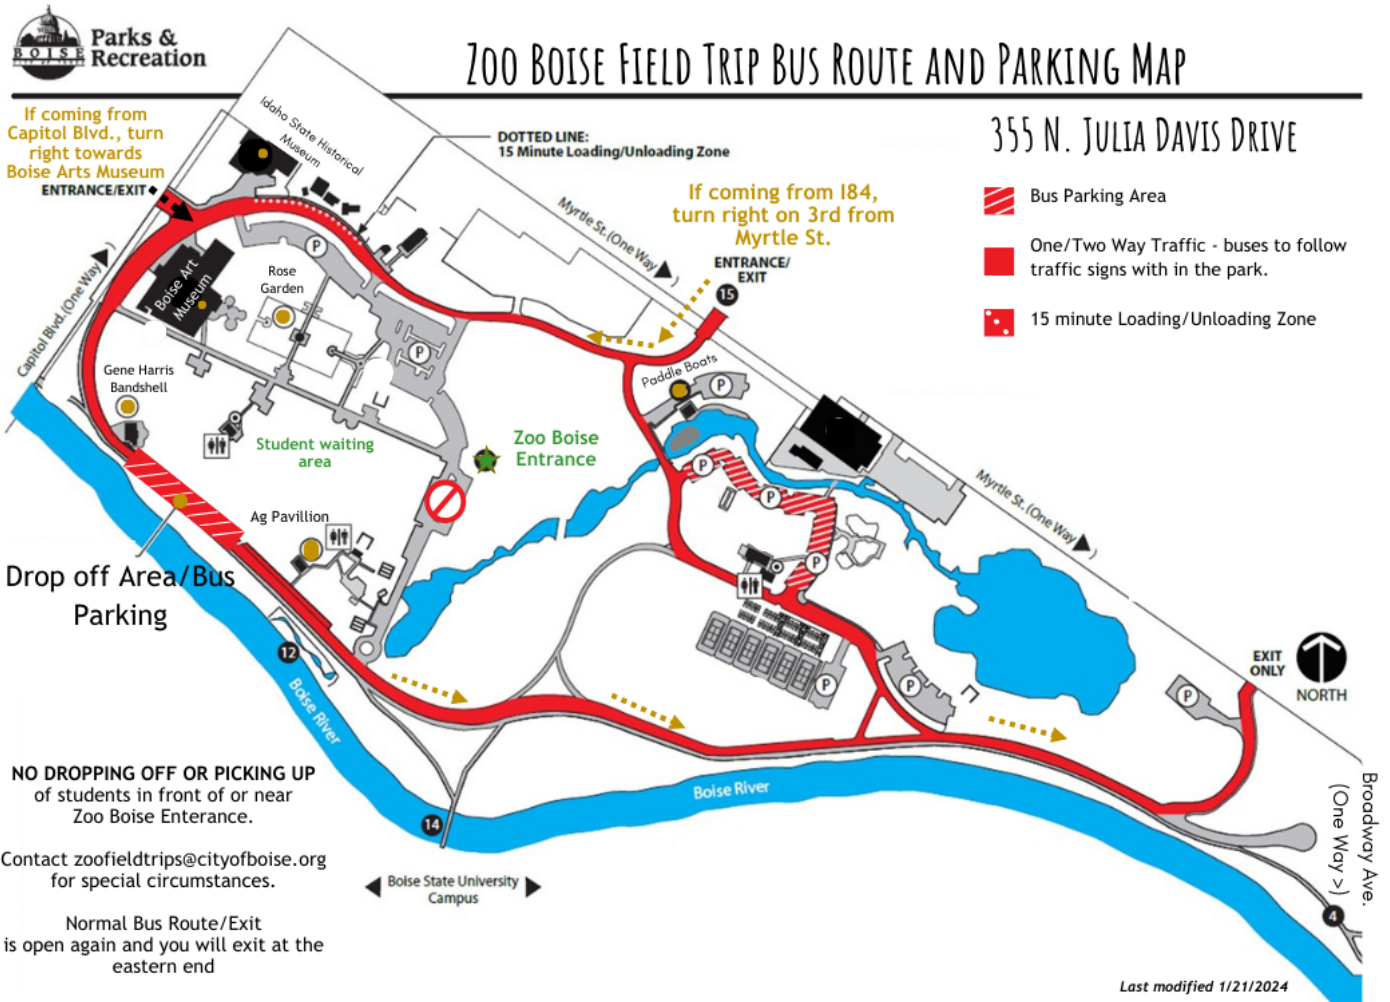 BOISE
CITY OF TREES
Parks &
Recreation
Zoo Boise Field Trip Bus Route and Parking Map
355 N. Julia Davis Drive
Bus Parking Area
One/Two Way Traffic - buses to follow
traffic signs with in the park.
15 minute Loading/Unloading Zone
If coming from
Capitol Blvd., turn
right towards
Boise Arts Museum
ENTRANCE/EXIT
Idaho State Historical
Museum
DOTTED LINE:
15 Minute Loading/Unloading Zone
If coming from I84,
turn right on 3rd from
Myrtle St.
ENTRANCE/
EXIT
15
Myrtle St. (One Way)
Capitol Blvd. (One Way)
P
Boise Art
Museum
Rose
Garden
P
Paddle Boats
P
Gene Harris
Bandshell
Student waiting
area
Zoo Boise
Entrance
P
P
P
Myrtle St. (One Way)
Ag Pavillion
Drop off Area/Bus
Parking
12
Boise River
P
P
P
EXIT
ONLY
NORTH
NO DROPPING OFF OR PICKING UP
of students in front of or near
Zoo Boise Enterance.
Contact zoofieldtrips@cityofboise.org
for special circumstances.
Normal Bus Route/Exit
is open again and you will exit at the
eastern end
14
Boise River
Boise State University
Campus
Broadway Ave.
(One Way >)
4
Last modified 1/21/2024